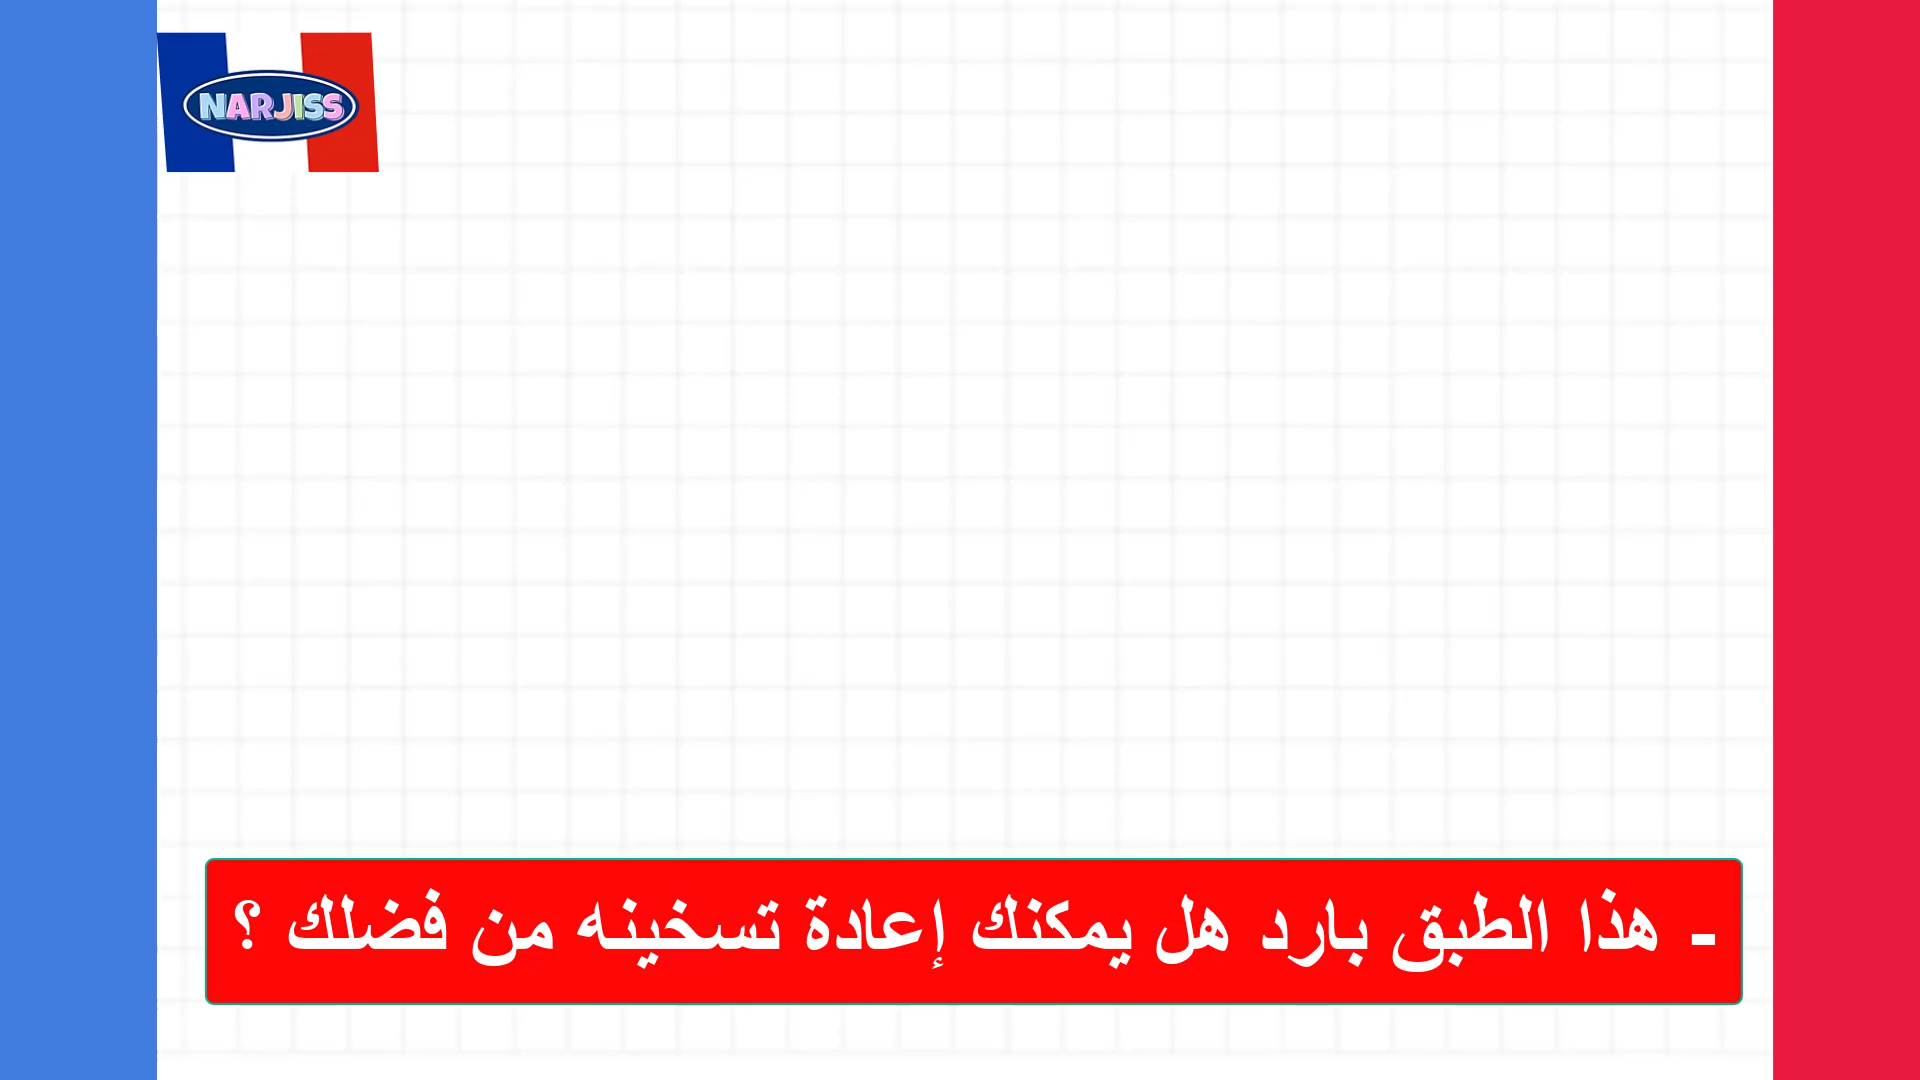 NARJISS
- هذا الطبق بارد هل يمكنك إعادة تسخينه من فضلك ؟